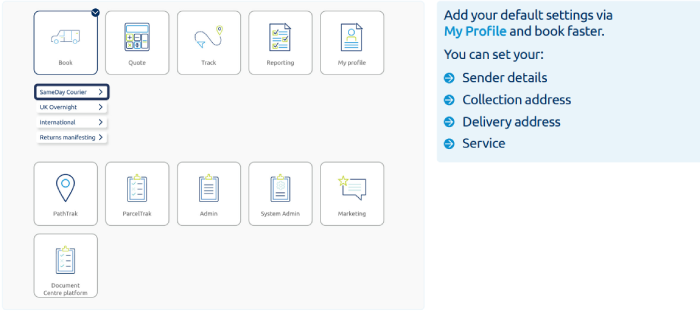 Book
Quote
Track
Reporting
My profile
SameDay Courier
UK Overnight
International
Returns manifesting
PathTrak
ParcelTrak
Admin
System Admin
Marketing
Document
Centre platform
Add your default settings via
My Profile and book faster.
You can set your:
Sender details
Collection address
Delivery address
Service